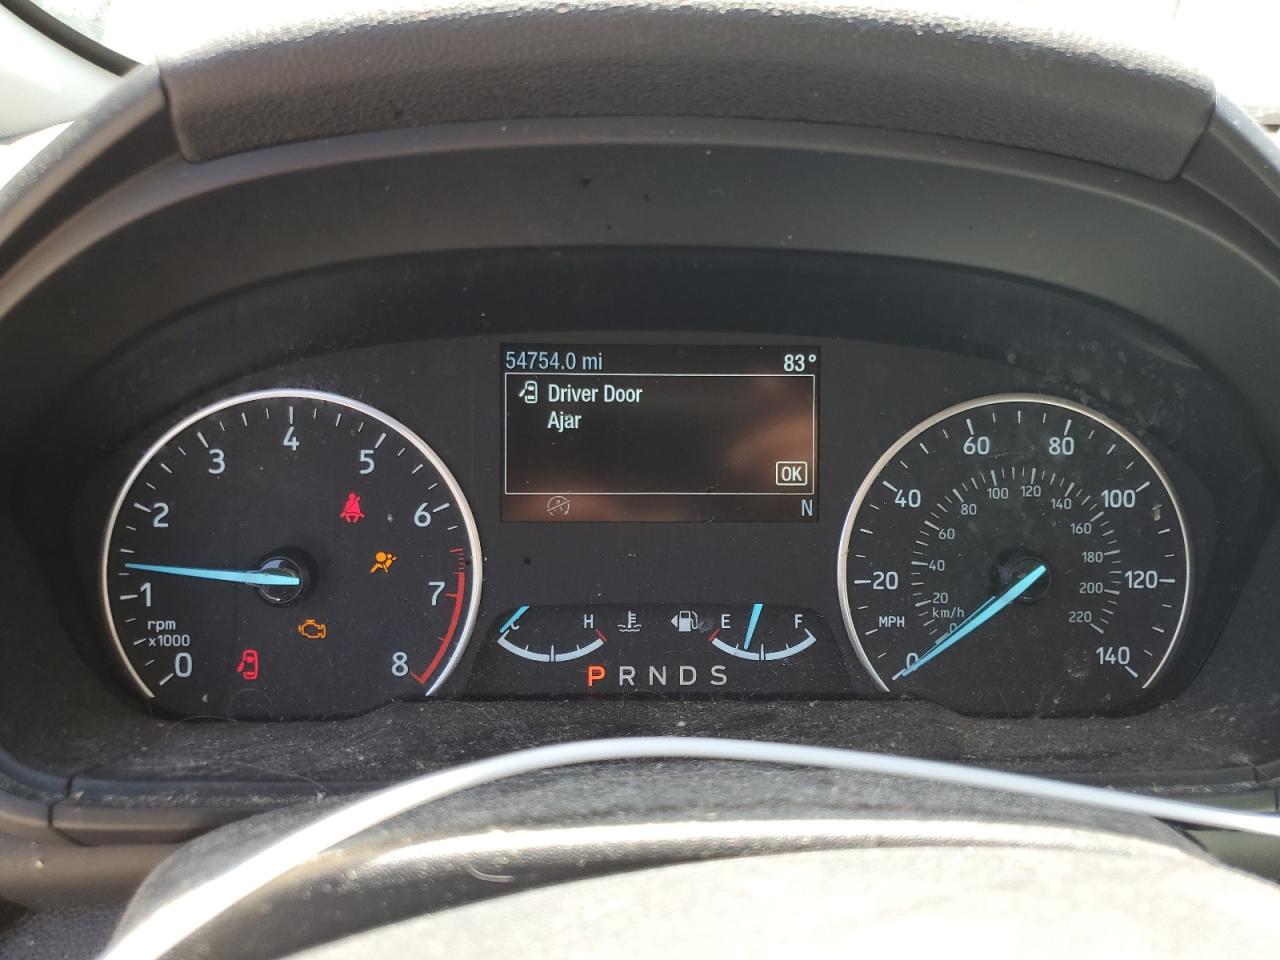 54754.0 mi 83°
Driver Door
Ajar
OK
N
0 1 2 3 4 5 6 7 8
rpm
x1000
C H
E F
P R N D S
0 20 40 60 80 100 120 140
MPH
0 20 40 60 80 100 120 140 160 180 200 220
km/h